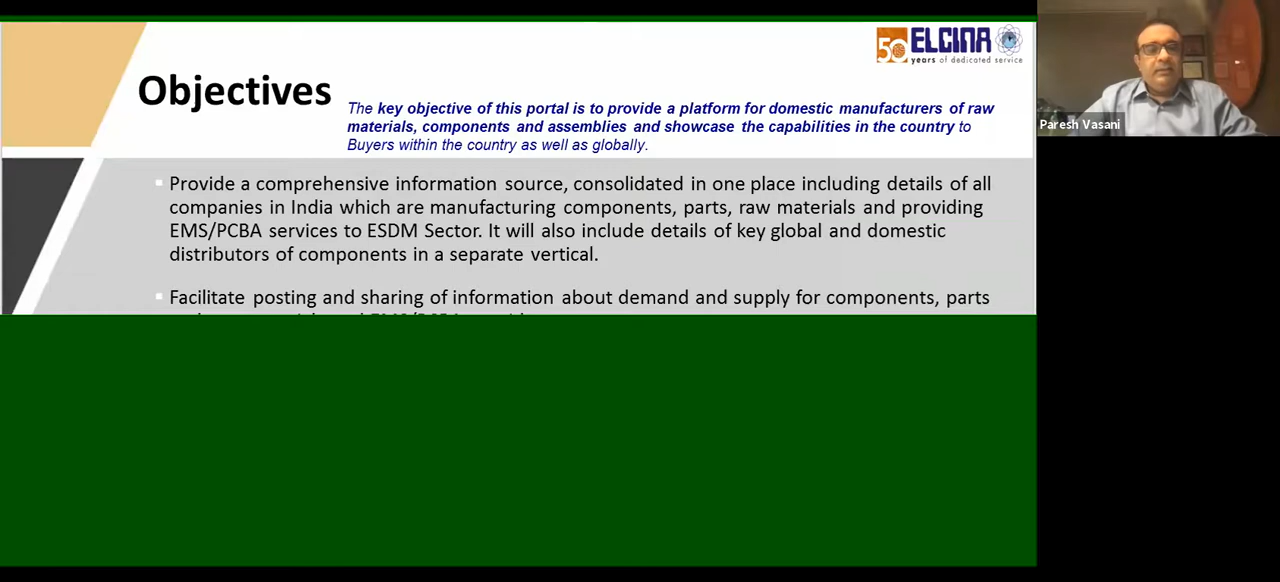 50 ELCINA
years of dedicated service
Objectives
The key objective of this portal is to provide a platform for domestic manufacturers of raw
materials, components and assemblies and showcase the capabilities in the country to
Buyers within the country as well as globally.
Paresh Vasani
Provide a comprehensive information source, consolidated in one place including details of all
companies in India which are manufacturing components, parts, raw materials and providing
EMS/PCBA services to ESDM Sector. It will also include details of key global and domestic
distributors of components in a separate vertical.
Facilitate posting and sharing of information about demand and supply for components, parts